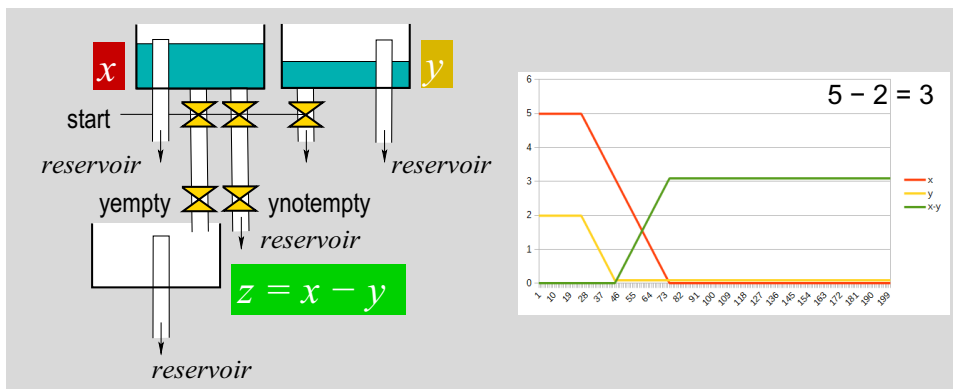 x
y
start
reservoir
reservoir
yempty
ynotempty
reservoir
z = x − y
reservoir
5 − 2 = 3
6
5
4
3
2
1
0
x
y
x-y
1
10
19
28
37
46
55
64
73
82
91
100
109
118
127
136
145
154
163
172
181
190
199